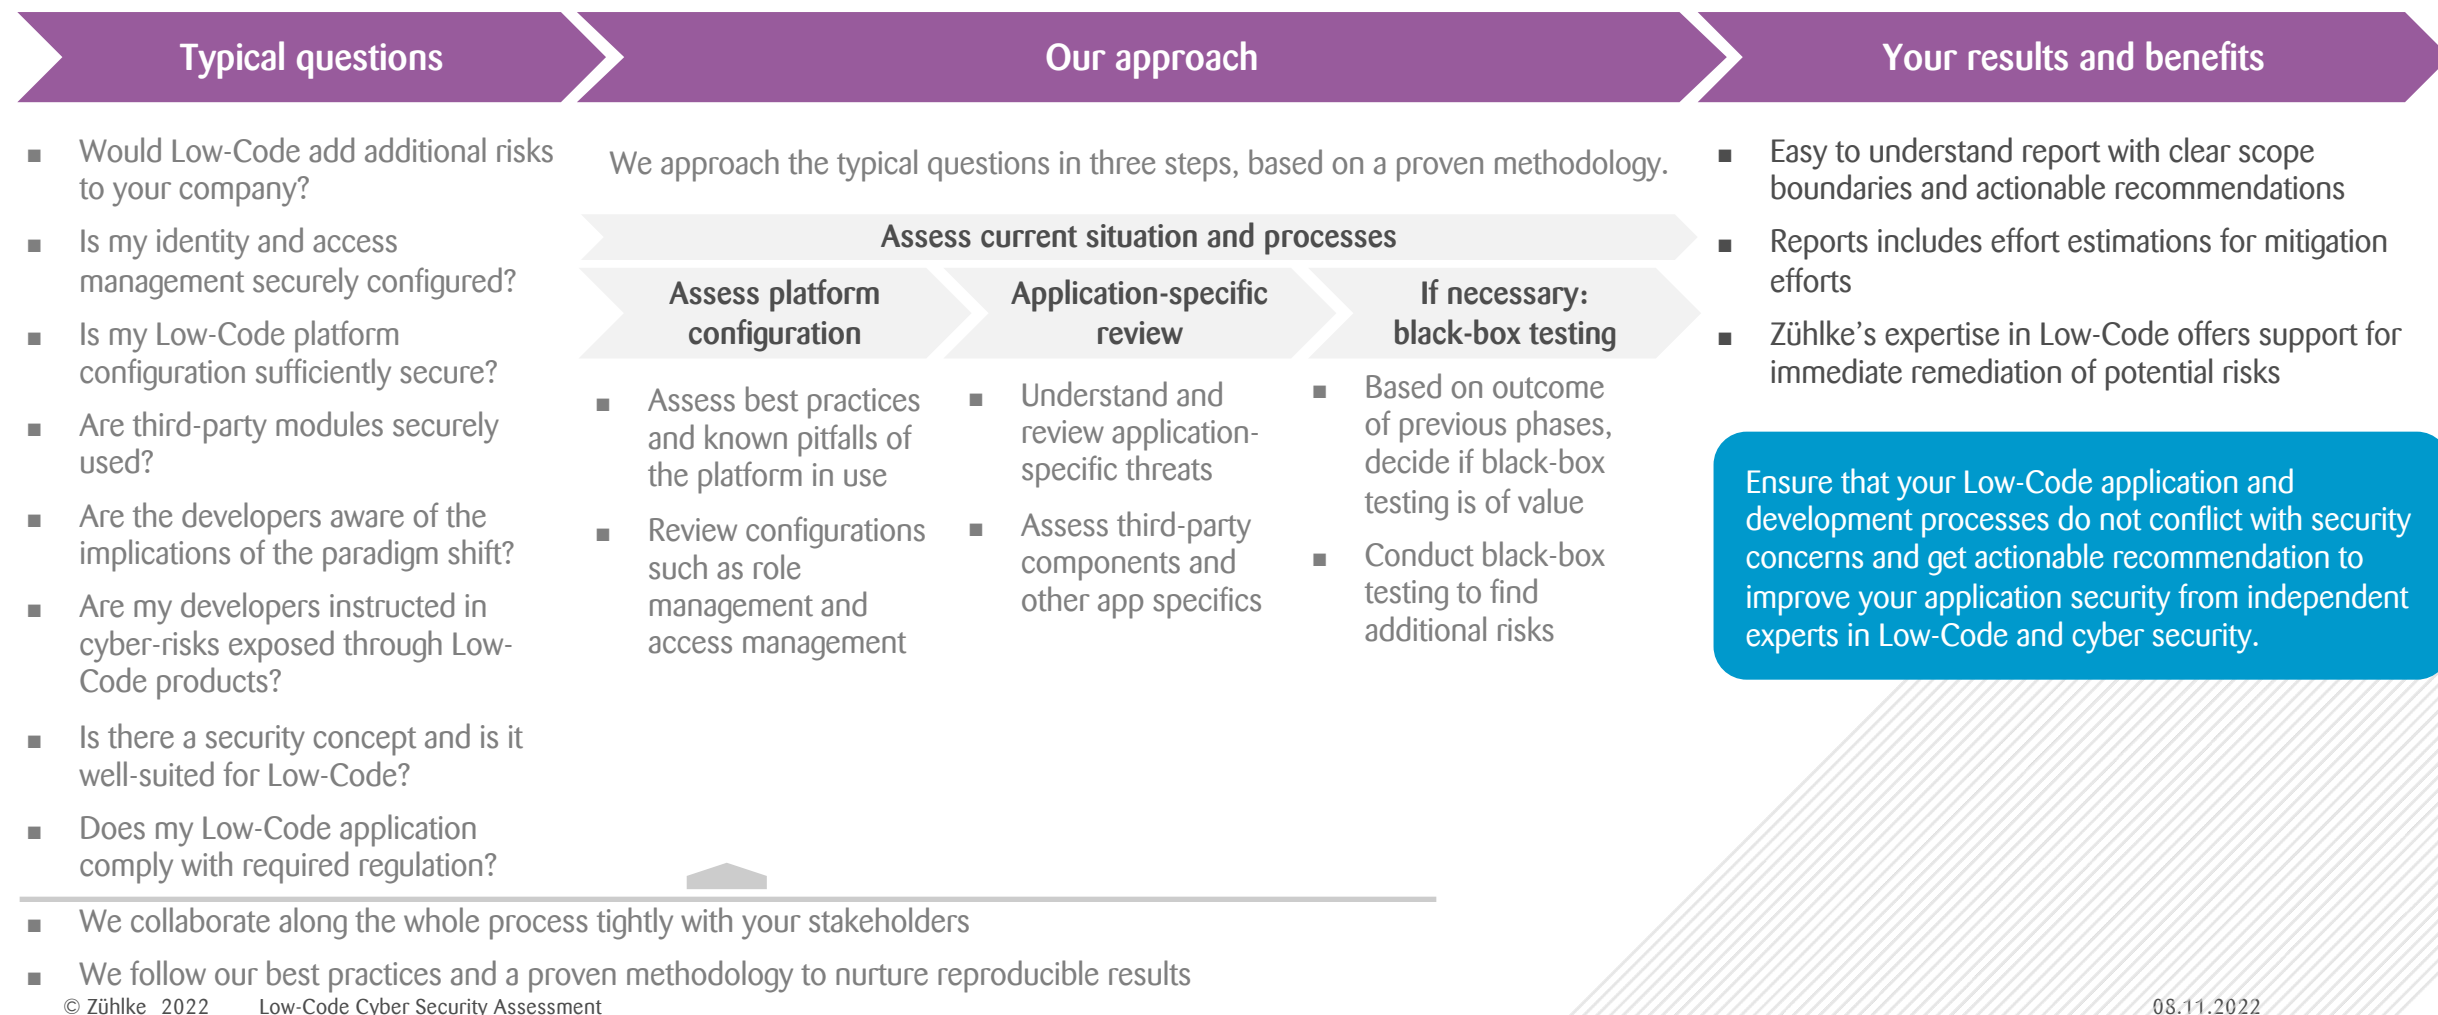 Typical questions
Our approach
Your results and benefits
▪ Would Low-Code add additional risks
to your company?
▪ Is my identity and access
management securely configured?
▪ Is my Low-Code platform
configuration sufficiently secure?
▪ Are third-party modules securely
used?
▪ Are the developers aware of the
implications of the paradigm shift?
▪ Are my developers instructed in
cyber-risks exposed through Low-
Code products?
▪ Is there a security concept and is it
well-suited for Low-Code?
▪ Does my Low-Code application
comply with required regulation?
We approach the typical questions in three steps, based on a proven methodology.
Assess current situation and processes
Assess platform
configuration
▪ Assess best practices
and known pitfalls of
the platform in use
▪ Review configurations
such as role
management and
access management
Application-specific
review
▪ Understand and
review application-
specific threats
▪ Assess third-party
components and
other app specifics
If necessary:
black-box testing
▪ Based on outcome
of previous phases,
decide if black-box
testing is of value
▪ Conduct black-box
testing to find
additional risks
▪ Easy to understand report with clear scope
boundaries and actionable recommendations
▪ Reports includes effort estimations for mitigation
efforts
▪ Zühlke’s expertise in Low-Code offers support for
immediate remediation of potential risks
Ensure that your Low-Code application and
development processes do not conflict with security
concerns and get actionable recommendation to
improve your application security from independent
experts in Low-Code and cyber security.
▪ We collaborate along the whole process tightly with your stakeholders
▪ We follow our best practices and a proven methodology to nurture reproducible results
© Zühlke 2022 Low-Code Cyber Security Assessment
08.11.2022